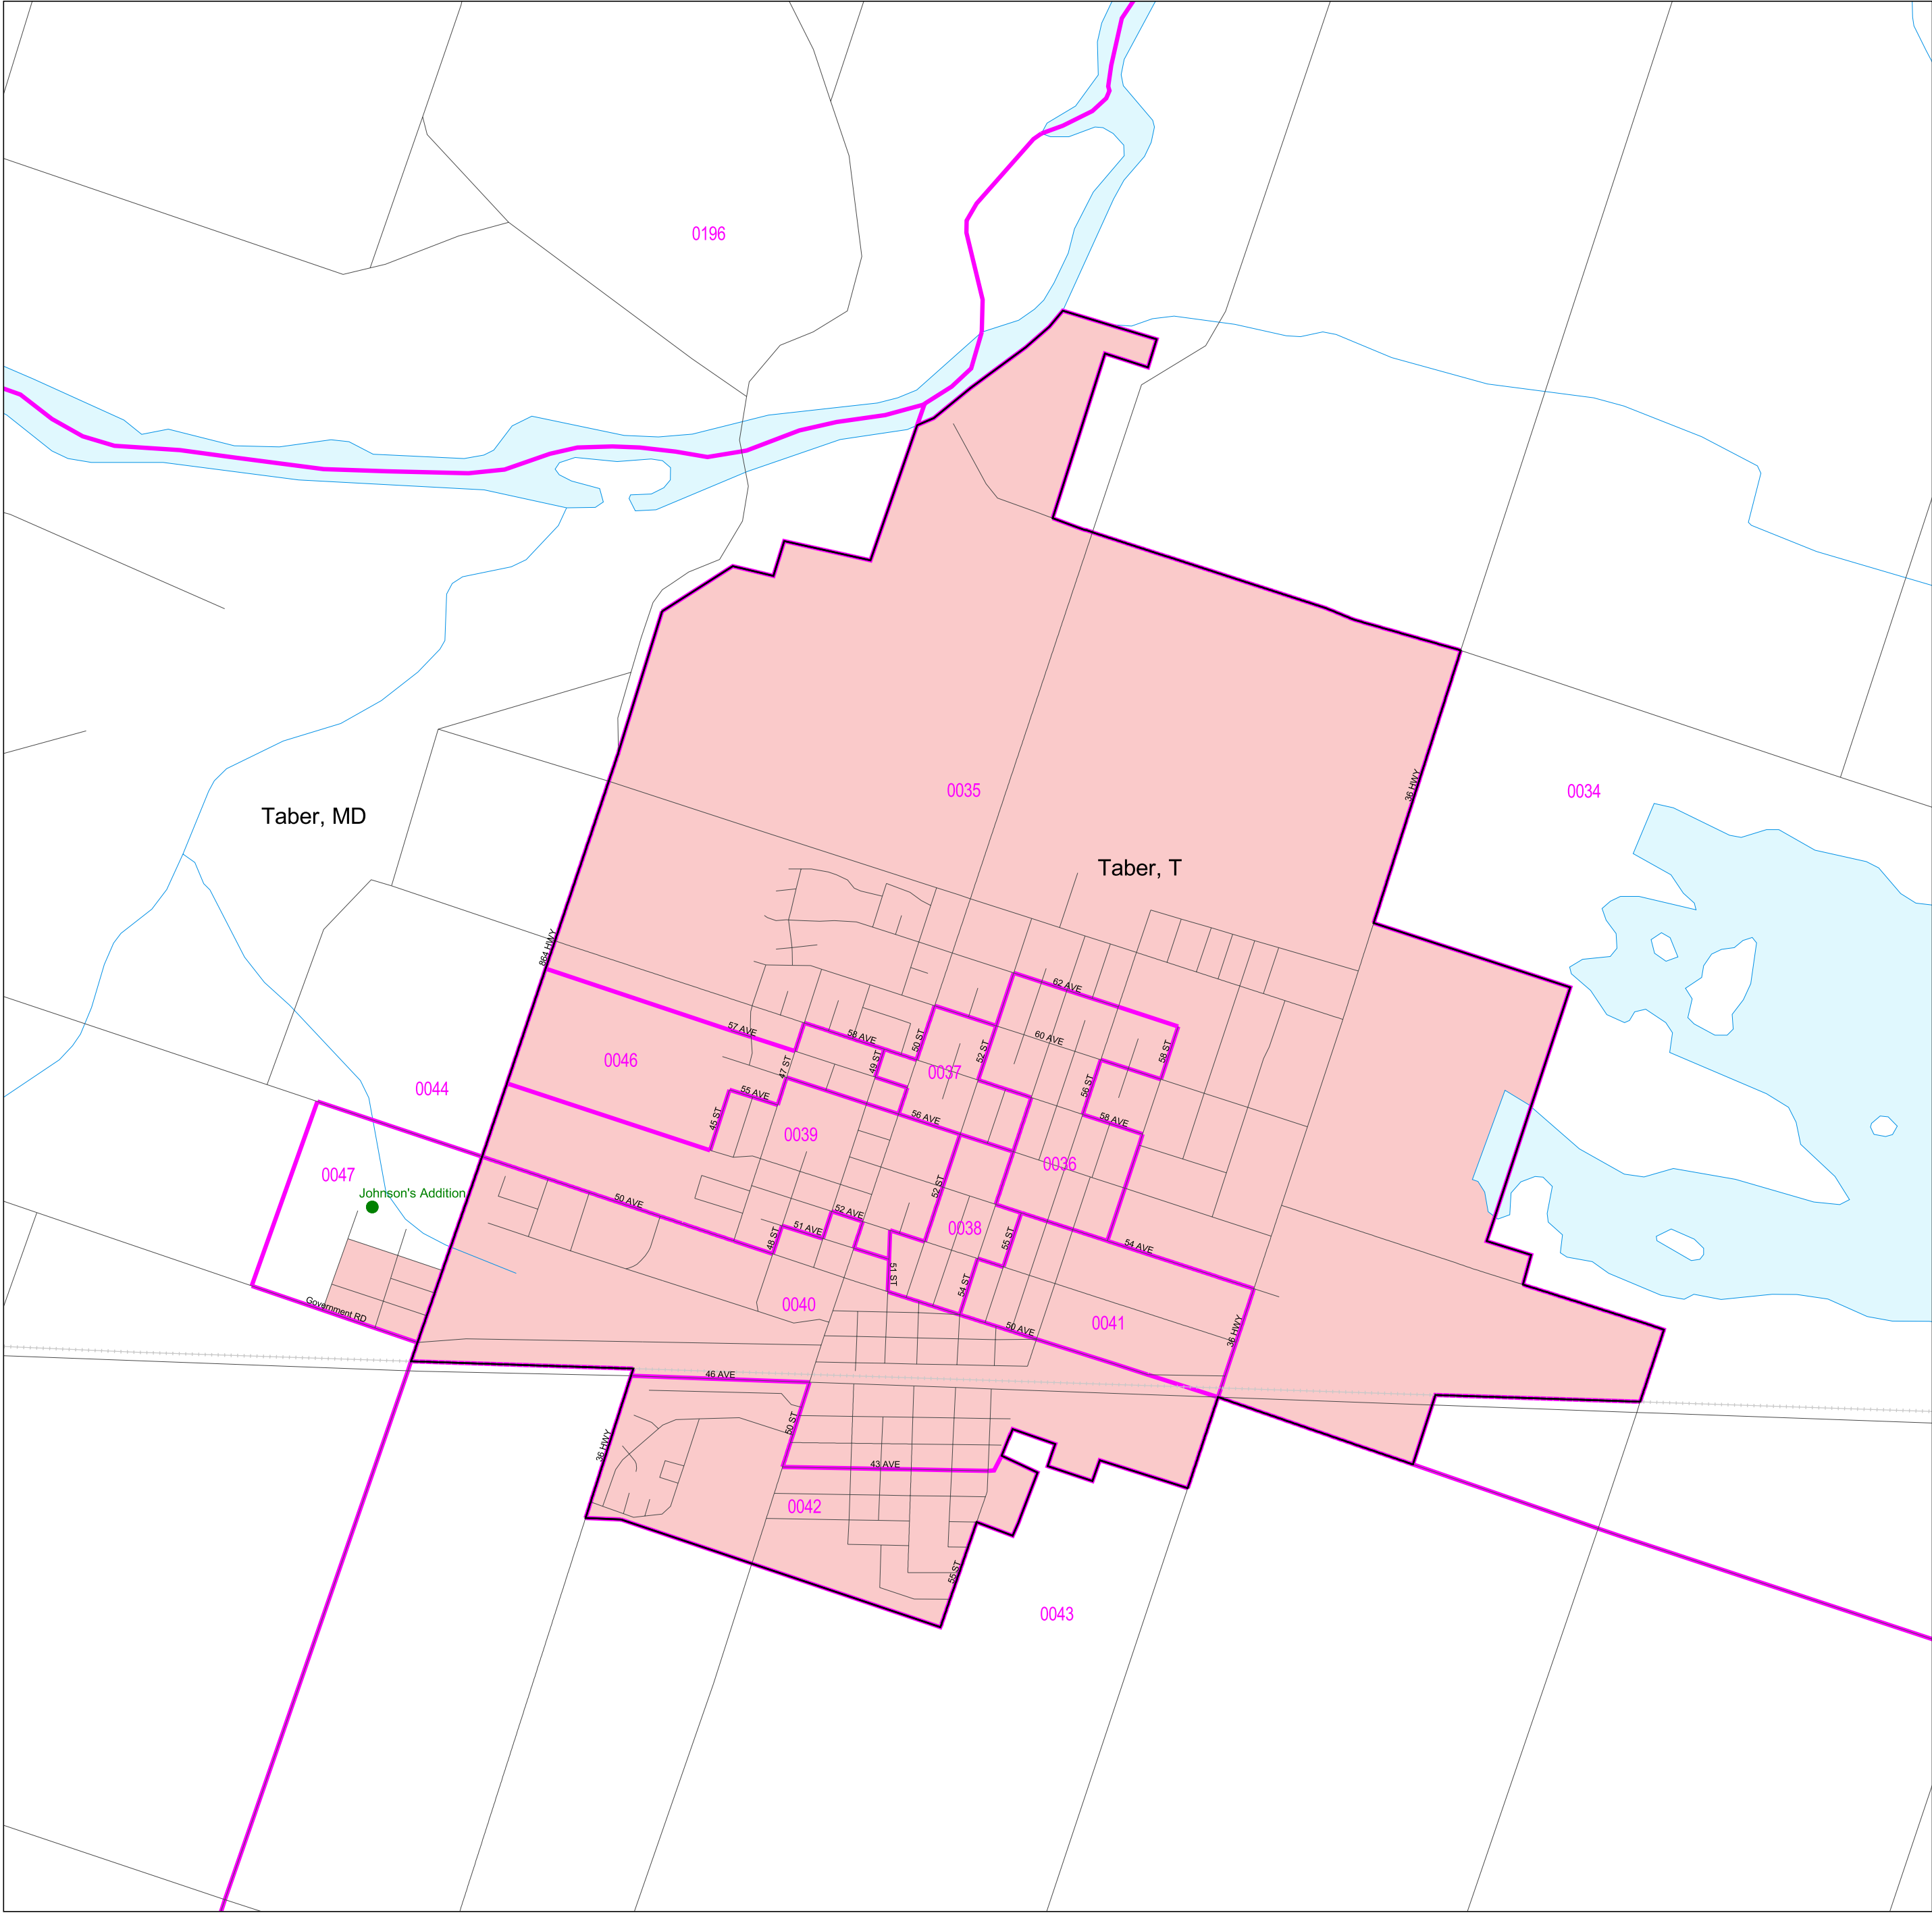 0196
36 HWY
0035
0034
Taber, MD
Taber, T
864 HWY
62 AVE
57 AVE
58 AVE
50 ST
60 AVE
52 ST
58 ST
0046
47 ST
49 ST
0037
0044
55 AVE
56 ST
45 ST
56 AVE
58 AVE
0039
0036
0047
Johnson's Addition
50 AVE
52 ST
52 AVE
51 AVE
0038
48 ST
55 ST
54 AVE
51 ST
54 ST
Government RD
0040
50 AVE
0041
36 HWY
46 AVE
50 ST
36 HWY
43 AVE
0042
55 ST
0043